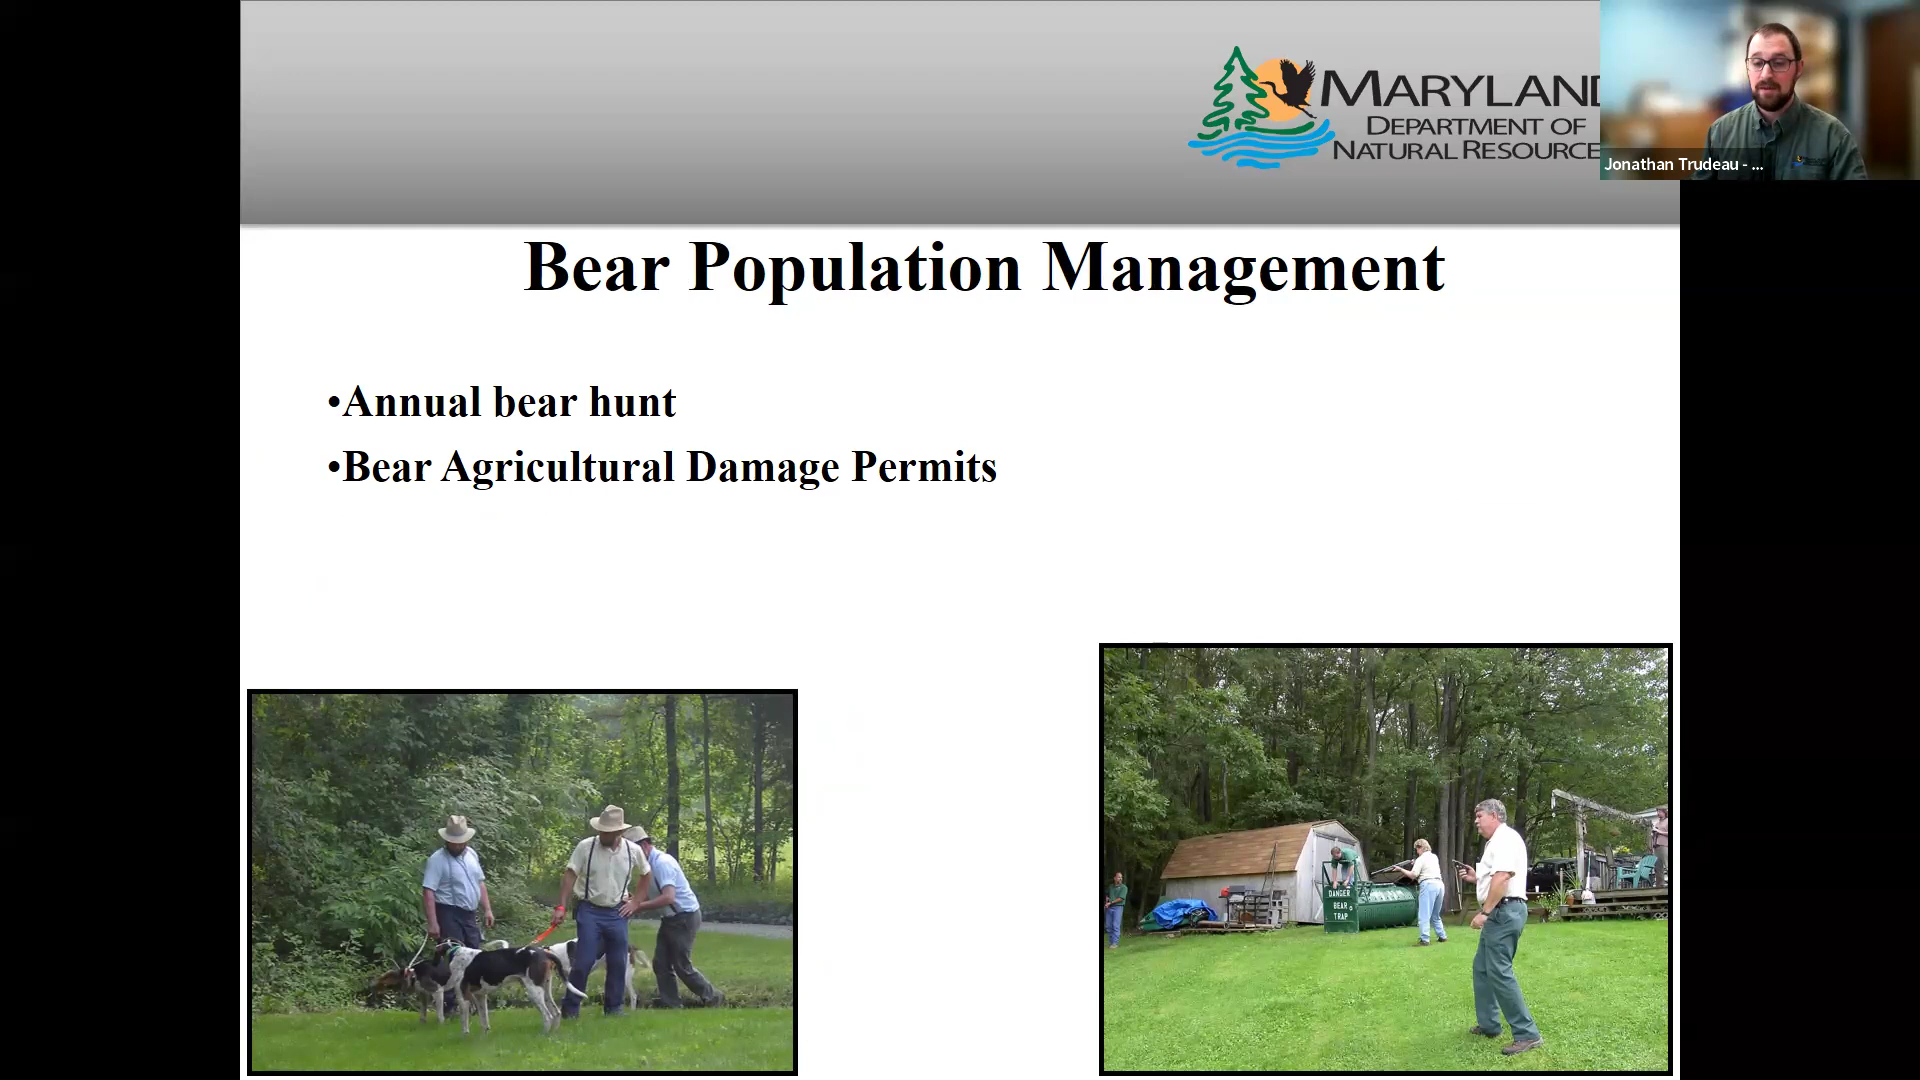 MARYLAND
DEPARTMENT OF
NATURAL RESOURCE
Jonathan Trudeau - ...
Bear Population Management
•Annual bear hunt
•Bear Agricultural Damage Permits
DANGER
BEAR
TRAP